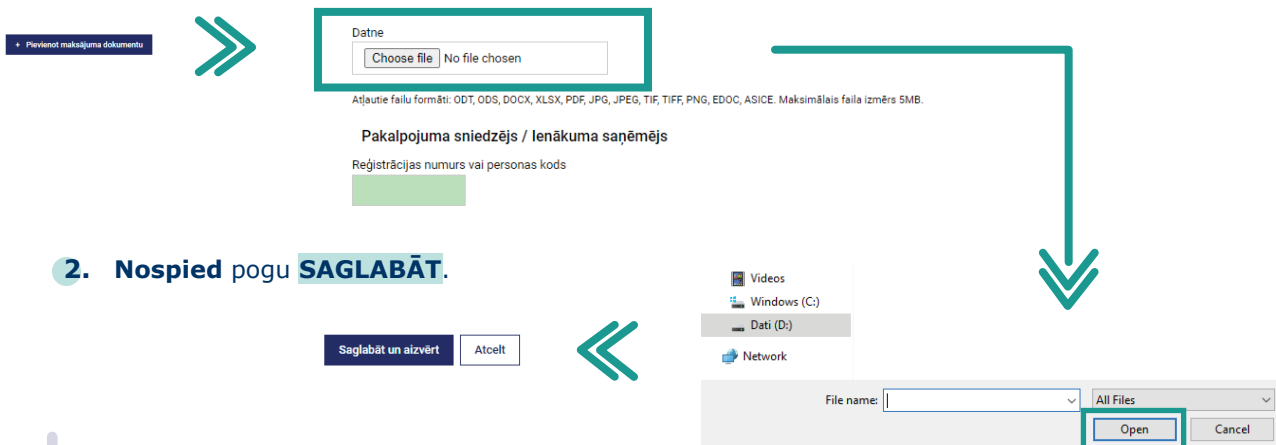 + Pievienot maksājuma dokumentu
Datne
Choose file No file chosen
Atļautie failu formāti: ODT, ODS, DOCX, XLSX, PDF, JPG, JPEG, TIF, TIFF, PNG, EDOC, ASICE. Maksimālais faila izmērs 5MB.
Pakalpojuma sniedzējs / Ienākuma saņēmējs
Reģistrācijas numurs vai personas kods
2. Nospied pogu SAGLABĀT.
Saglabāt un aizvērt Atcelt
Videos
Windows (C:)
Dati (D:)
Network
File name: All Files
Open Cancel